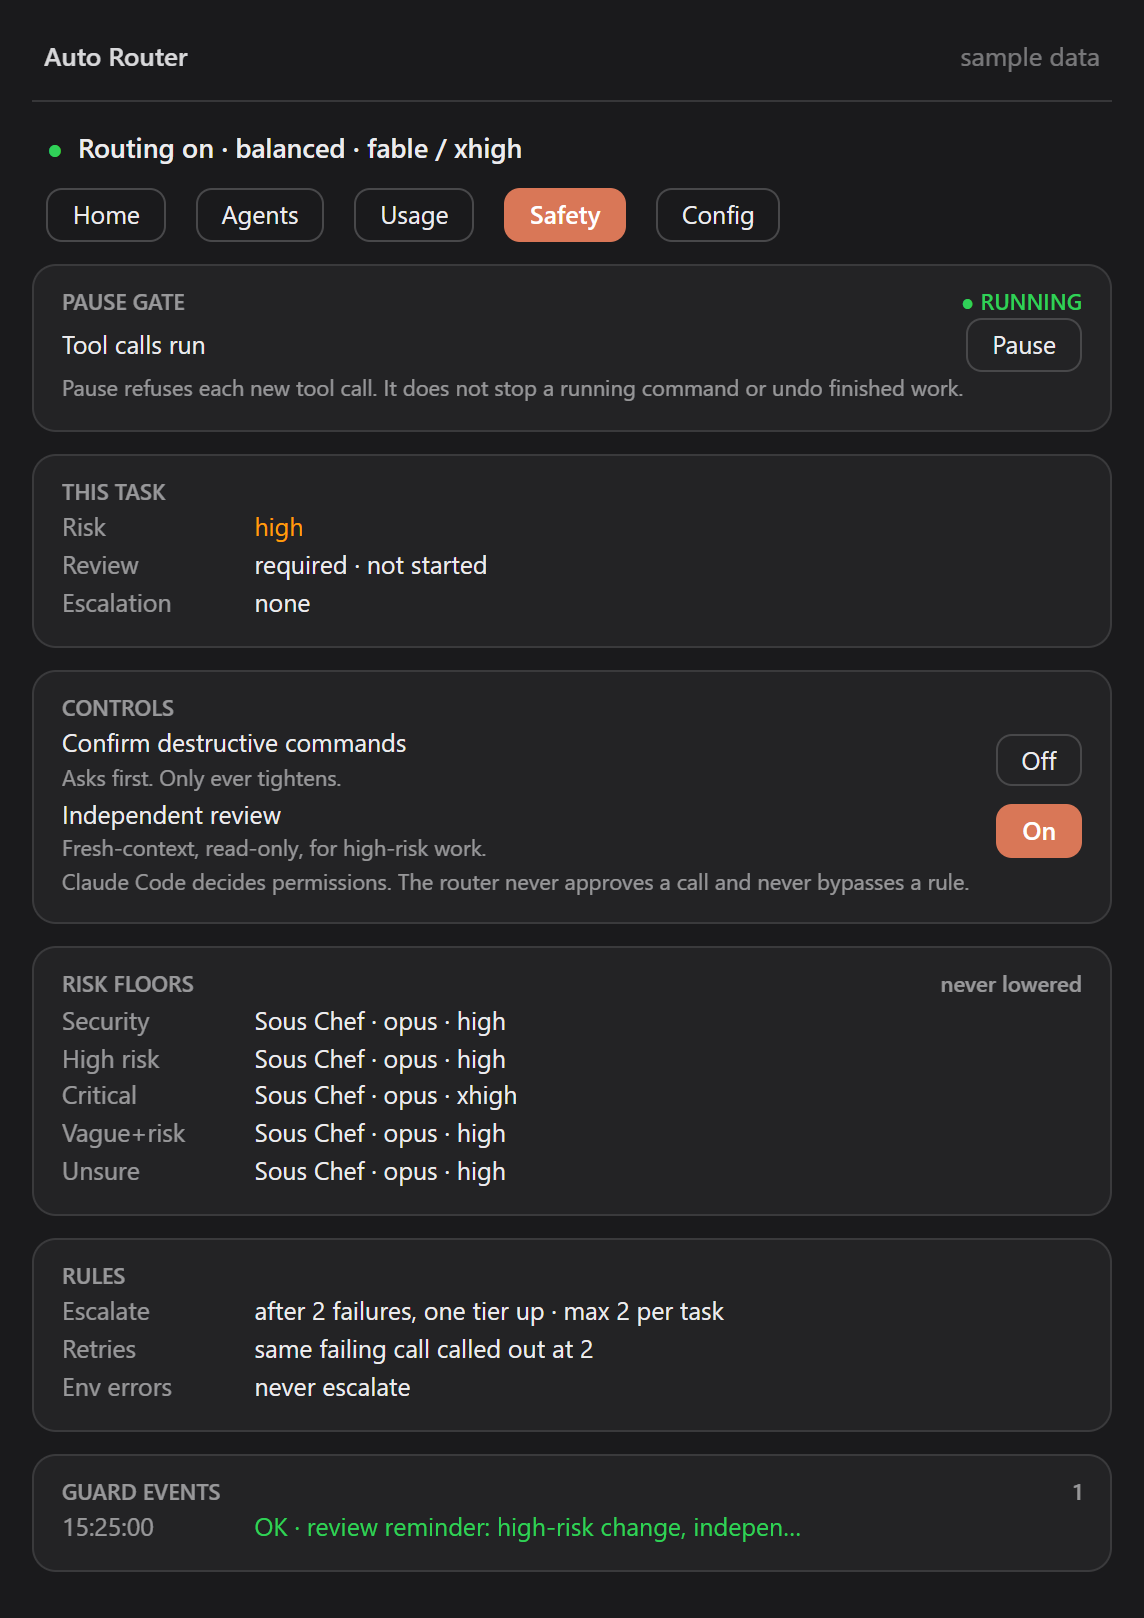 Auto Router
sample data
Routing on · balanced · fable / xhigh
Home
Agents
Usage
Safety
Config
PAUSE GATE
● RUNNING
Tool calls run
Pause
Pause refuses each new tool call. It does not stop a running command or undo finished work.
THIS TASK
Risk high
Review required · not started
Escalation none
CONTROLS
Confirm destructive commands
Asks first. Only ever tightens.
Off
Independent review
Fresh-context, read-only, for high-risk work.
On
Claude Code decides permissions. The router never approves a call and never bypasses a rule.
RISK FLOORS
never lowered
Security Sous Chef · opus · high
High risk Sous Chef · opus · high
Critical Sous Chef · opus · xhigh
Vague+risk Sous Chef · opus · high
Unsure Sous Chef · opus · high
RULES
Escalate after 2 failures, one tier up · max 2 per task
Retries same failing call called out at 2
Env errors never escalate
GUARD EVENTS
1
15:25:00 OK · review reminder: high-risk change, indepen...